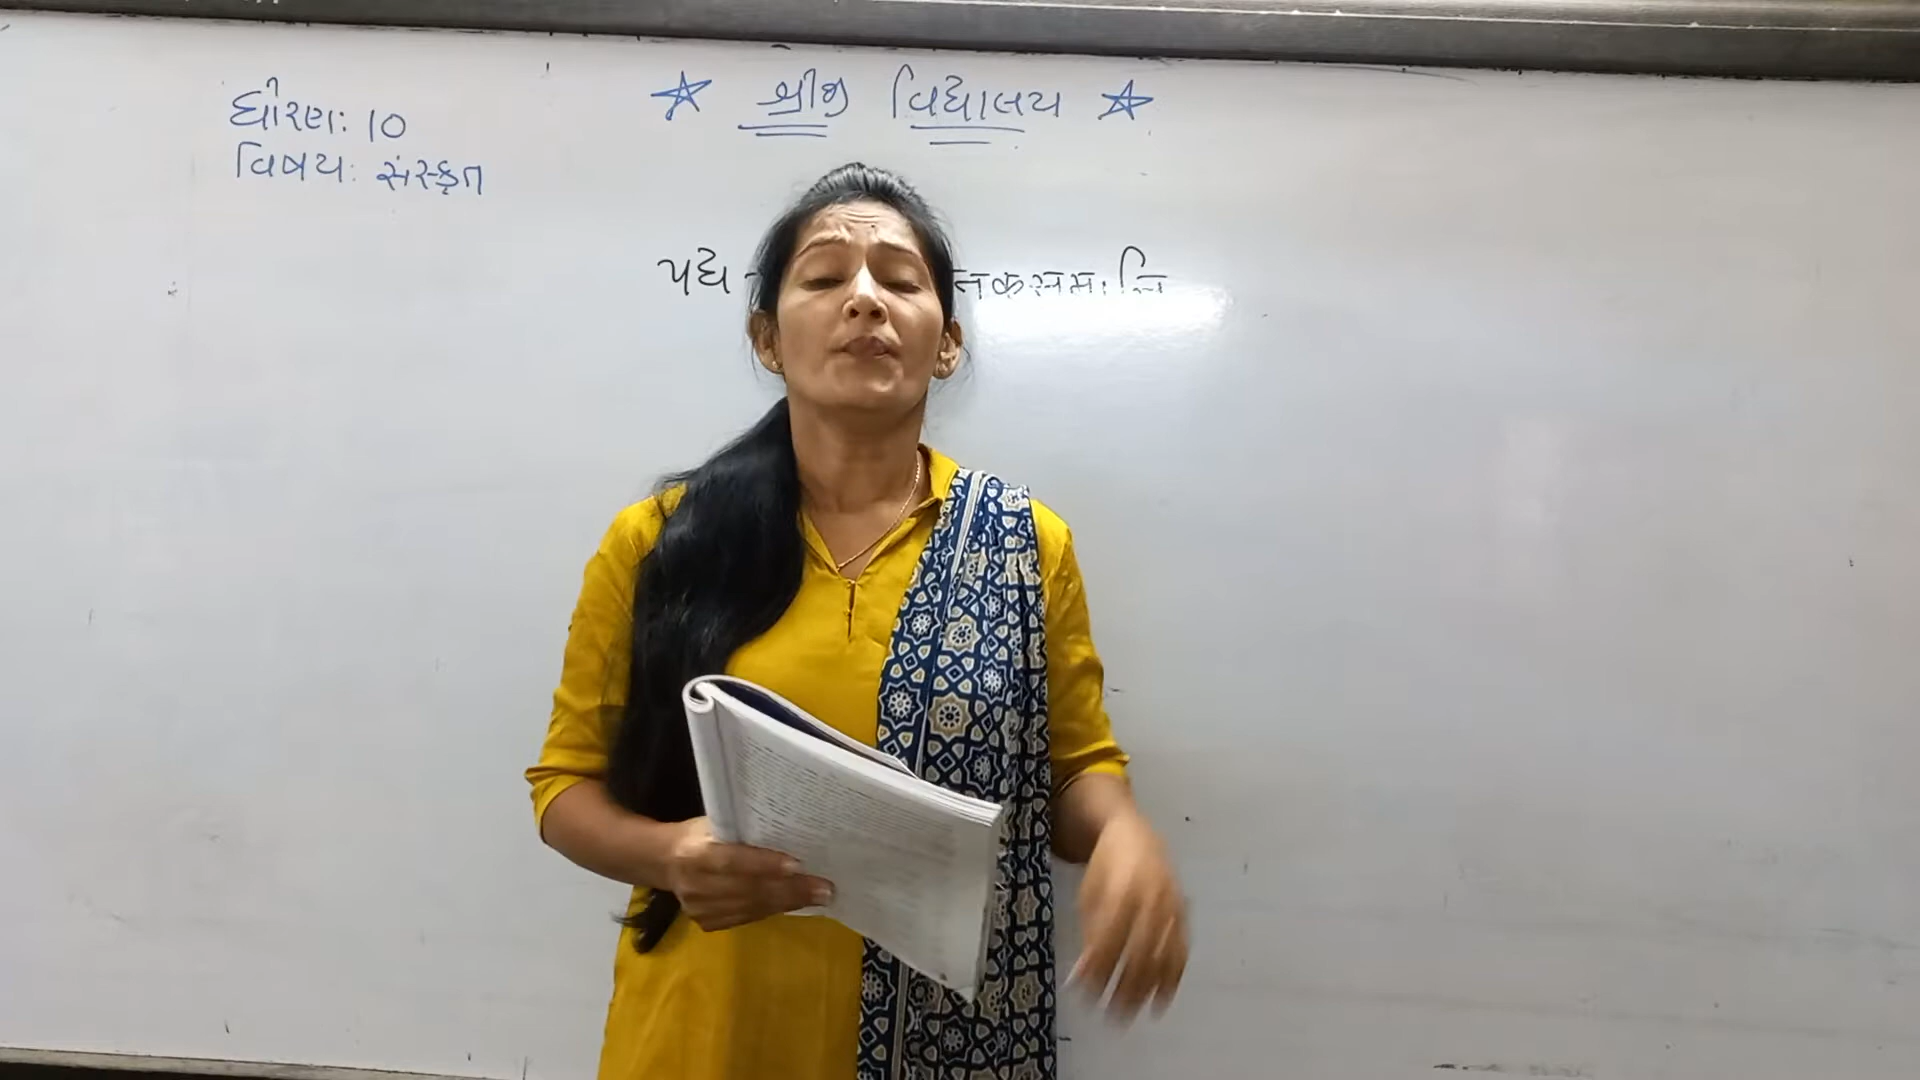 ☆ શ્રીજી વિદ્યાલય ☆
ધોરણ: 10
વિષય: સંસ્કૃત
પદ્ય -